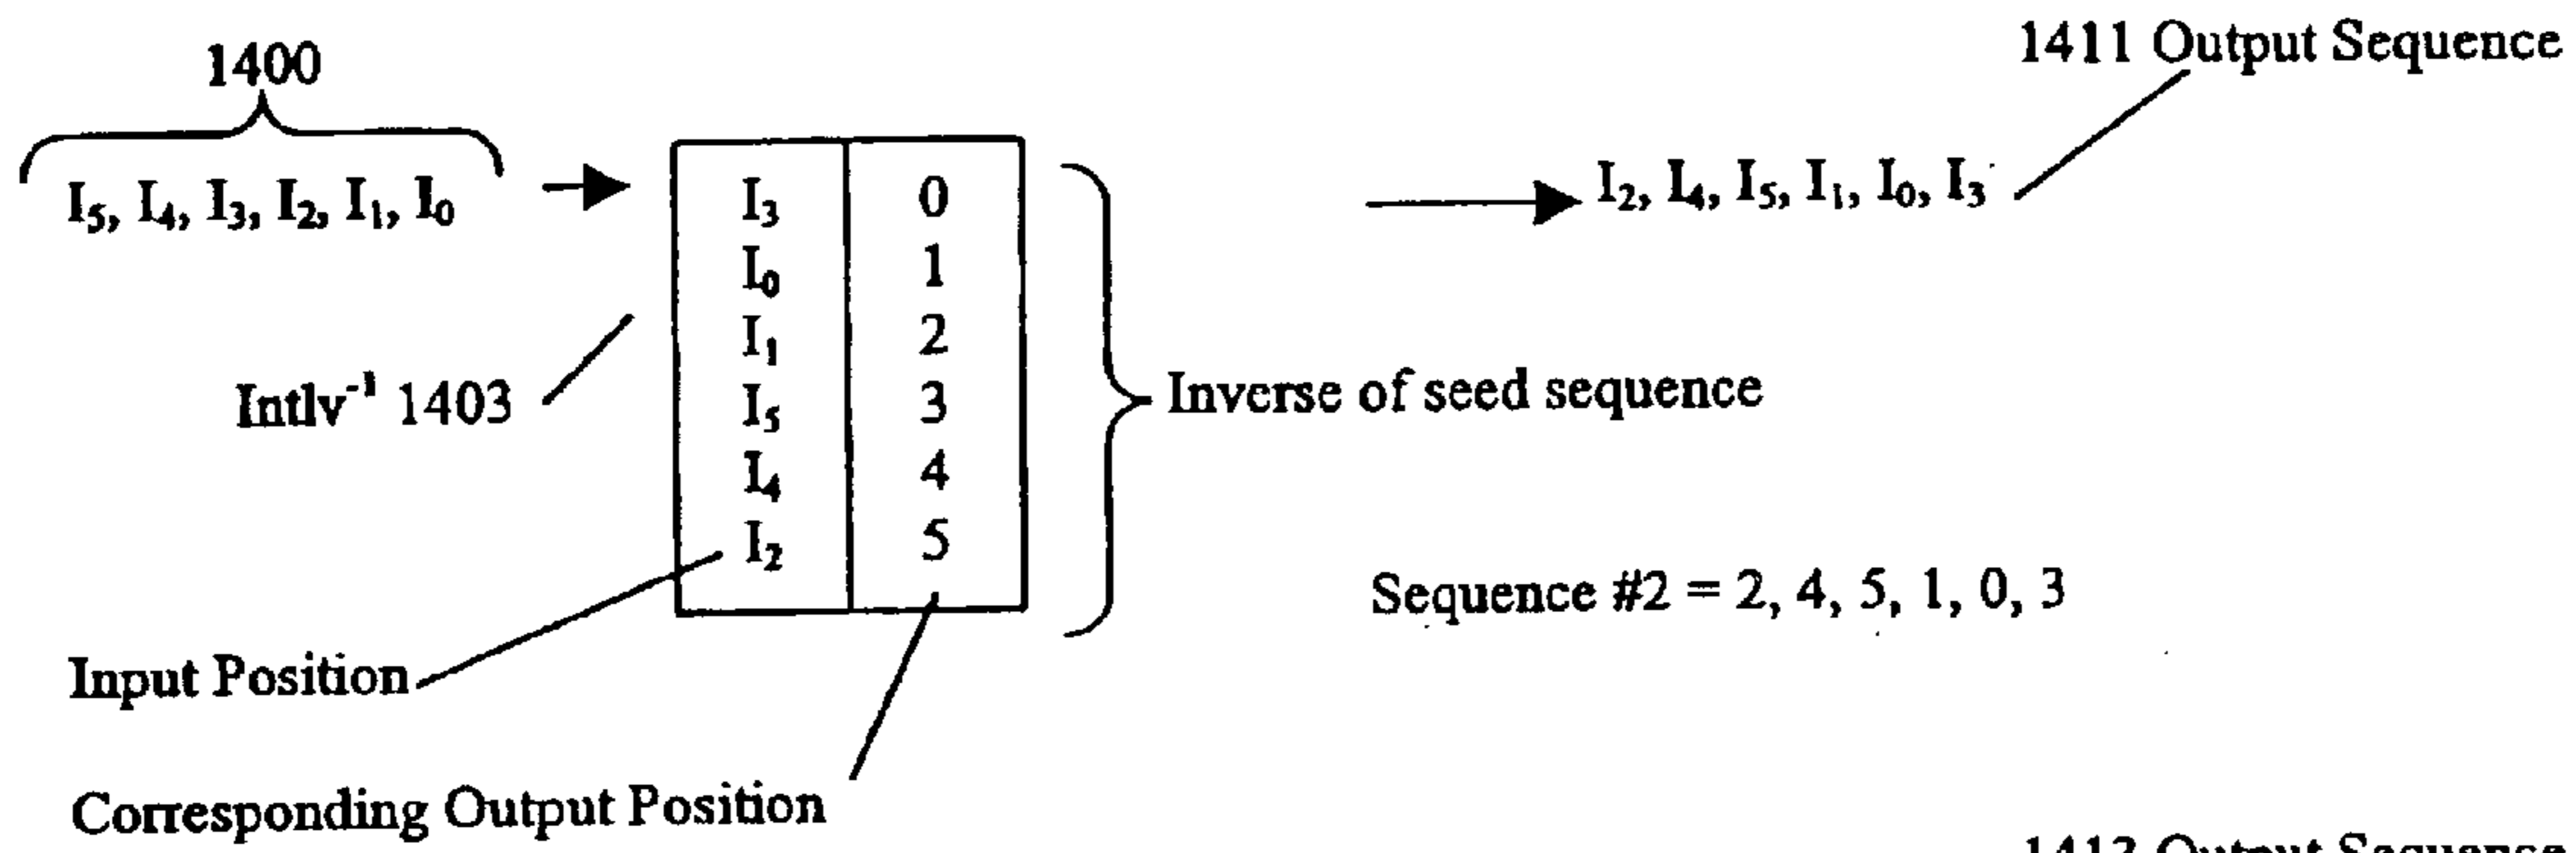 1400
1411 Output Sequence
I₅, I₄, I₃, I₂, I₁, I₀
I₂, I₄, I₅, I₁, I₀, I₃
I₃ 0
I₀ 1
I₁ 2
I₅ 3
I₄ 4
I₂ 5
Intlv⁻¹ 1403
Inverse of seed sequence
Sequence #2 = 2, 4, 5, 1, 0, 3
Input Position
Corresponding Output Position
Output Sequence